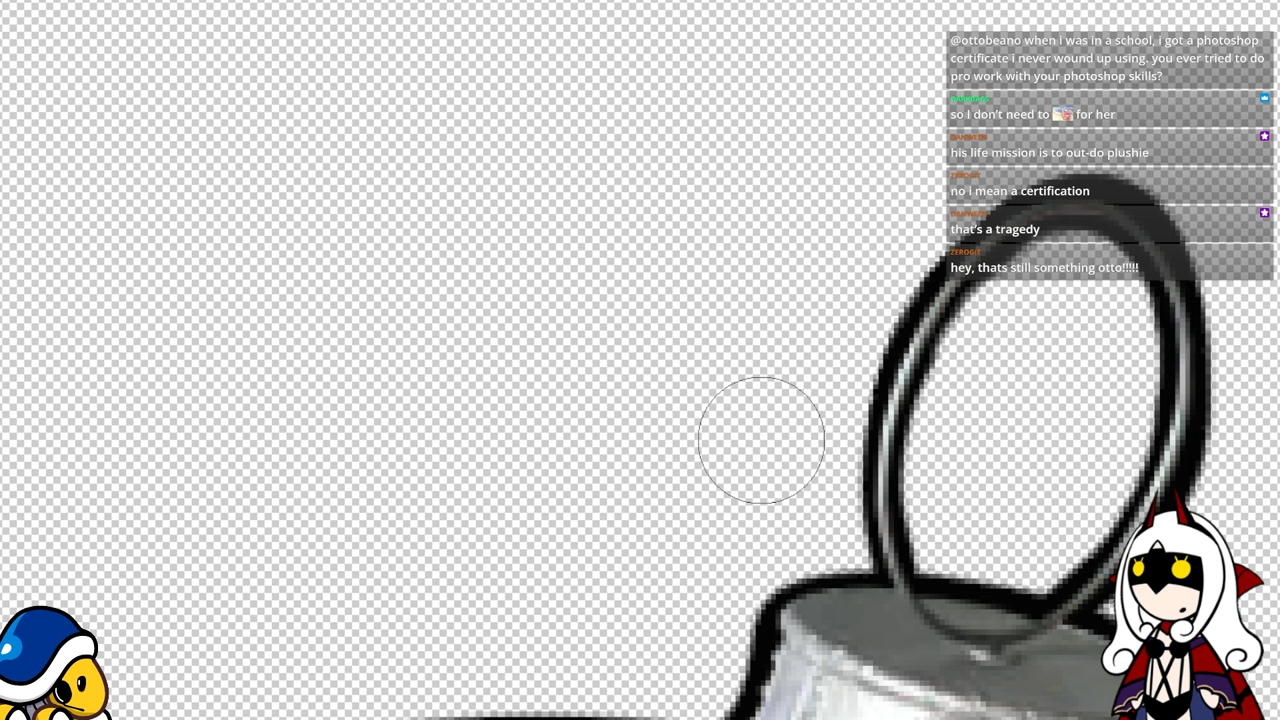 @ottobeano when i was in a school, i got a photoshop
certificate i never wound up using. you ever tried to do
pro work with your photoshop skills?
so I don't need to for her
his life mission is to out-do plushie
ZEROGIT
no i mean a certification
that's a tragedy
ZEROGIT
hey, thats still something otto!!!!!